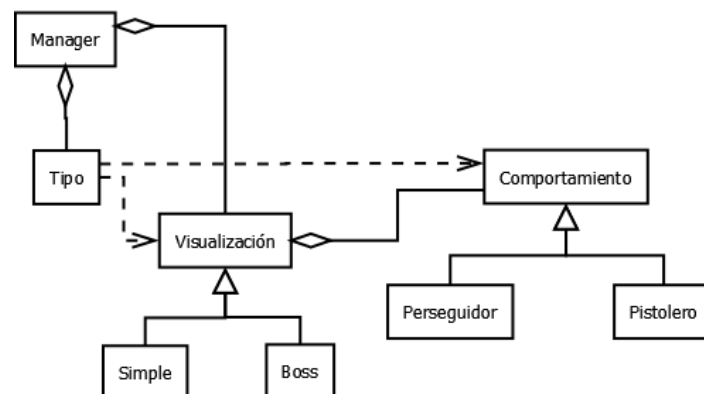 Manager
Tipo
Comportamiento
Visualización
Perseguidor
Pistolero
Simple
Boss